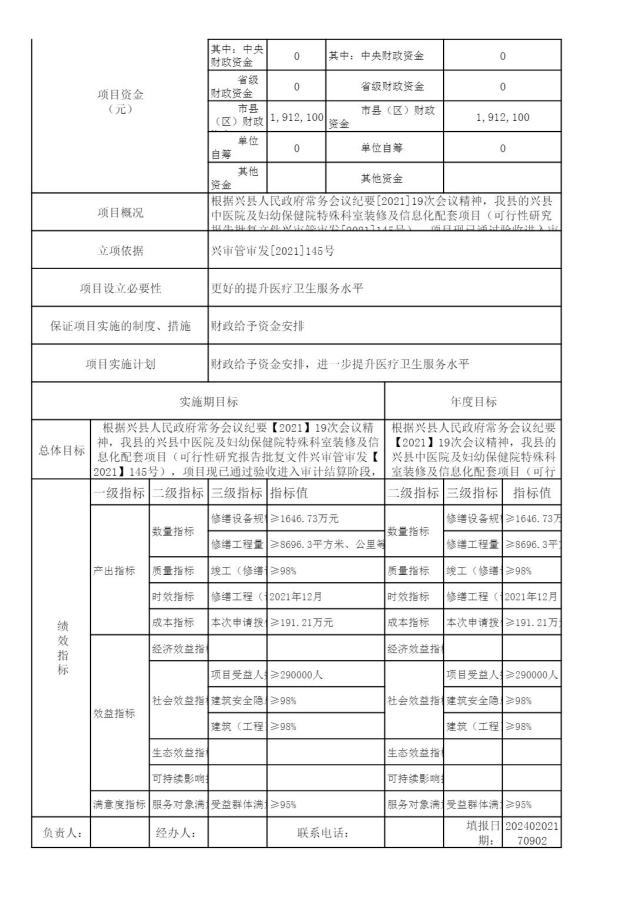 其中：中央 其中：中央财政资金
财政资金 0 0
省级 省级财政资金
财政资金 0 0
项目资金
（元）
市县 市县（区）财政
（区）财政 1,912,100 资金 1,912,100
单位 单位自筹
自筹 0 0
其他 其他资金
资金
项目概况 根据兴县人民政府常务会议纪要[2021]19次会议精神，我县的兴县
中医院及妇幼保健院特殊科室装修及信息化配套项目（可行性研究
报告批复文件兴审管审发[2021]145号），项目现已通过验收进入审
立项依据 兴审管审发[2021]145号
项目设立必要性 更好的提升医疗卫生服务水平
保证项目实施的制度、措施 财政给予资金安排
项目实施计划 财政给予资金安排，进一步提升医疗卫生服务水平
实施期目标 年度目标
总体目标
根据兴县人民政府常务会议纪要【2021】19次会议精
神，我县的兴县中医院及妇幼保健院特殊科室装修及信
息化配套项目（可行性研究报告批复文件兴审管审发【
2021】145号），项目现已通过验收进入审计结算阶段，
根据兴县人民政府常务会议纪要
【2021】19次会议精神，我县的
兴县中医院及妇幼保健院特殊科
室装修及信息化配套项目（可行
绩
效
指
标
一级指标 二级指标 三级指标 指标值 二级指标 三级指标 指标值
产出指标 数量指标 修缮设备规 ≥1646.73万元 数量指标 修缮设备规 ≥1646.73万
修缮工程量 ≥8696.3平方米、公里等 修缮工程量 ≥8696.3平
质量指标 竣工（修缮 ≥98% 质量指标 竣工（修缮 ≥98%
时效指标 修缮工程（ 2021年12月 时效指标 修缮工程（ 2021年12月
成本指标 本次申请拨 ≥191.21万元 成本指标 本次申请拨 ≥191.21万
效益指标 经济效益指 经济效益指
社会效益指 项目受益人 ≥290000人 社会效益指 项目受益人 ≥290000人
建筑安全隐 ≥98% 建筑安全隐 ≥98%
建筑（工程 ≥98% 建筑（工程 ≥98%
生态效益指 生态效益指
可持续影响 可持续影响
满意度指标 服务对象满 受益群体满 ≥95% 服务对象满 受益群体满 ≥95%
负责人： 经办人： 联系电话： 填报日
期： 202402021
70902